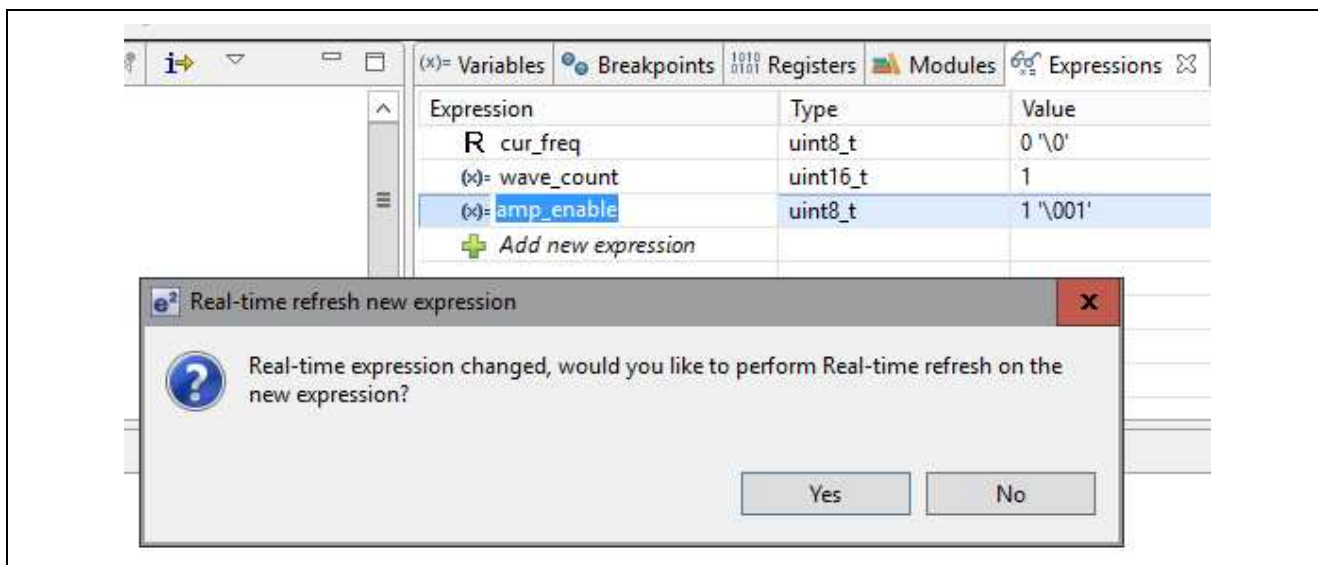 (x)= Variables Breakpoints 1010 0101 Registers Modules Expressions
Expression Type Value
R cur_freq uint8_t 0 '\0'
(x)= wave_count uint16_t 1
(x)= amp_enable uint8_t 1 '\001'
Add new expression
e² Real-time refresh new expression X
Real-time expression changed, would you like to perform Real-time refresh on the
new expression?
Yes No